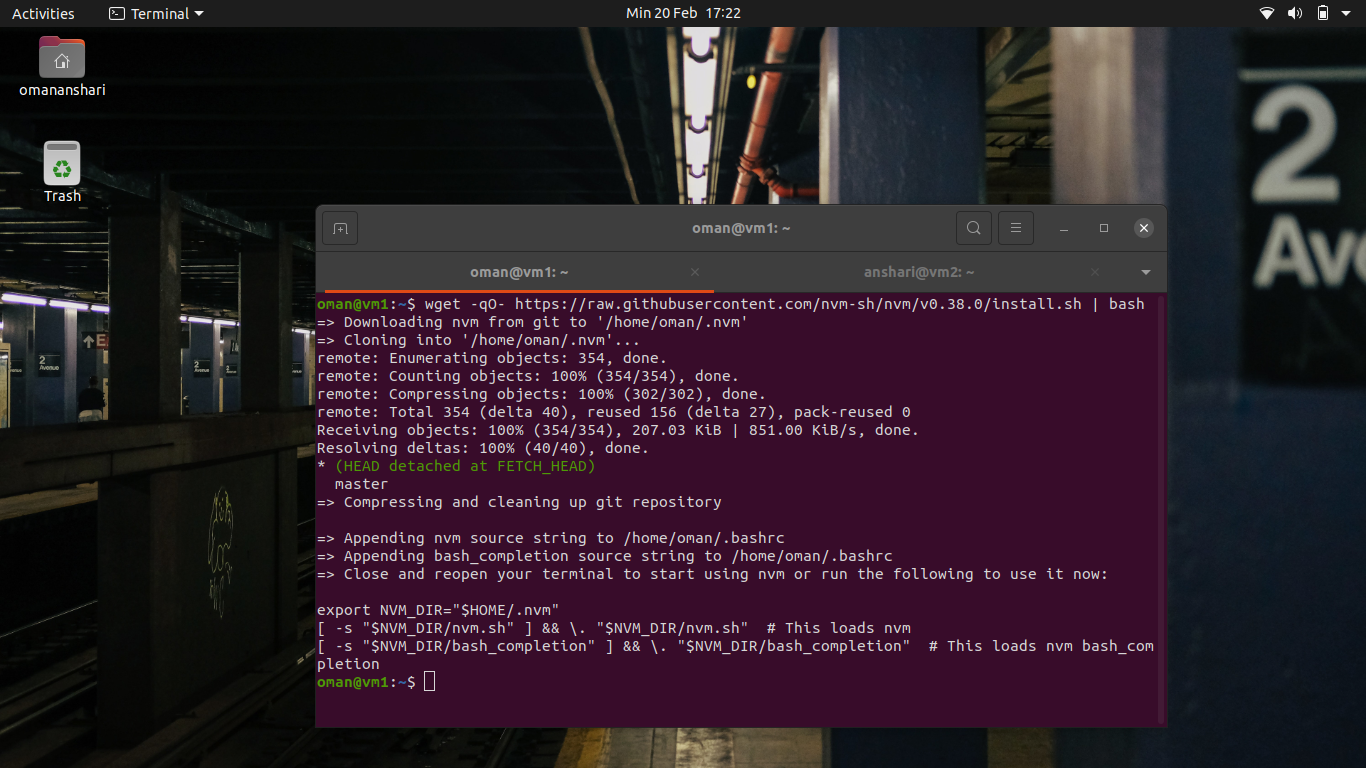 Activities
Terminal
Min 20 Feb 17:22
omananshari
Trash
2
Ave
2
Avenue
2
oman@vm1: ~
oman@vm1: ~
anshari@vm2: ~
oman@vm1:~$ wget -qO- https://raw.githubusercontent.com/nvm-sh/nvm/v0.38.0/install.sh | bash
=> Downloading nvm from git to '/home/oman/.nvm'
=> Cloning into '/home/oman/.nvm'...
remote: Enumerating objects: 354, done.
remote: Counting objects: 100% (354/354), done.
remote: Compressing objects: 100% (302/302), done.
remote: Total 354 (delta 40), reused 156 (delta 27), pack-reused 0
Receiving objects: 100% (354/354), 207.03 KiB | 851.00 KiB/s, done.
Resolving deltas: 100% (40/40), done.
* (HEAD detached at FETCH_HEAD)
  master
=> Compressing and cleaning up git repository
=> Appending nvm source string to /home/oman/.bashrc
=> Appending bash_completion source string to /home/oman/.bashrc
=> Close and reopen your terminal to start using nvm or run the following to use it now:
export NVM_DIR="$HOME/.nvm"
[ -s "$NVM_DIR/nvm.sh" ] && \. "$NVM_DIR/nvm.sh"  # This loads nvm
[ -s "$NVM_DIR/bash_completion" ] && \. "$NVM_DIR/bash_completion"  # This loads nvm bash_com
pletion
oman@vm1:~$